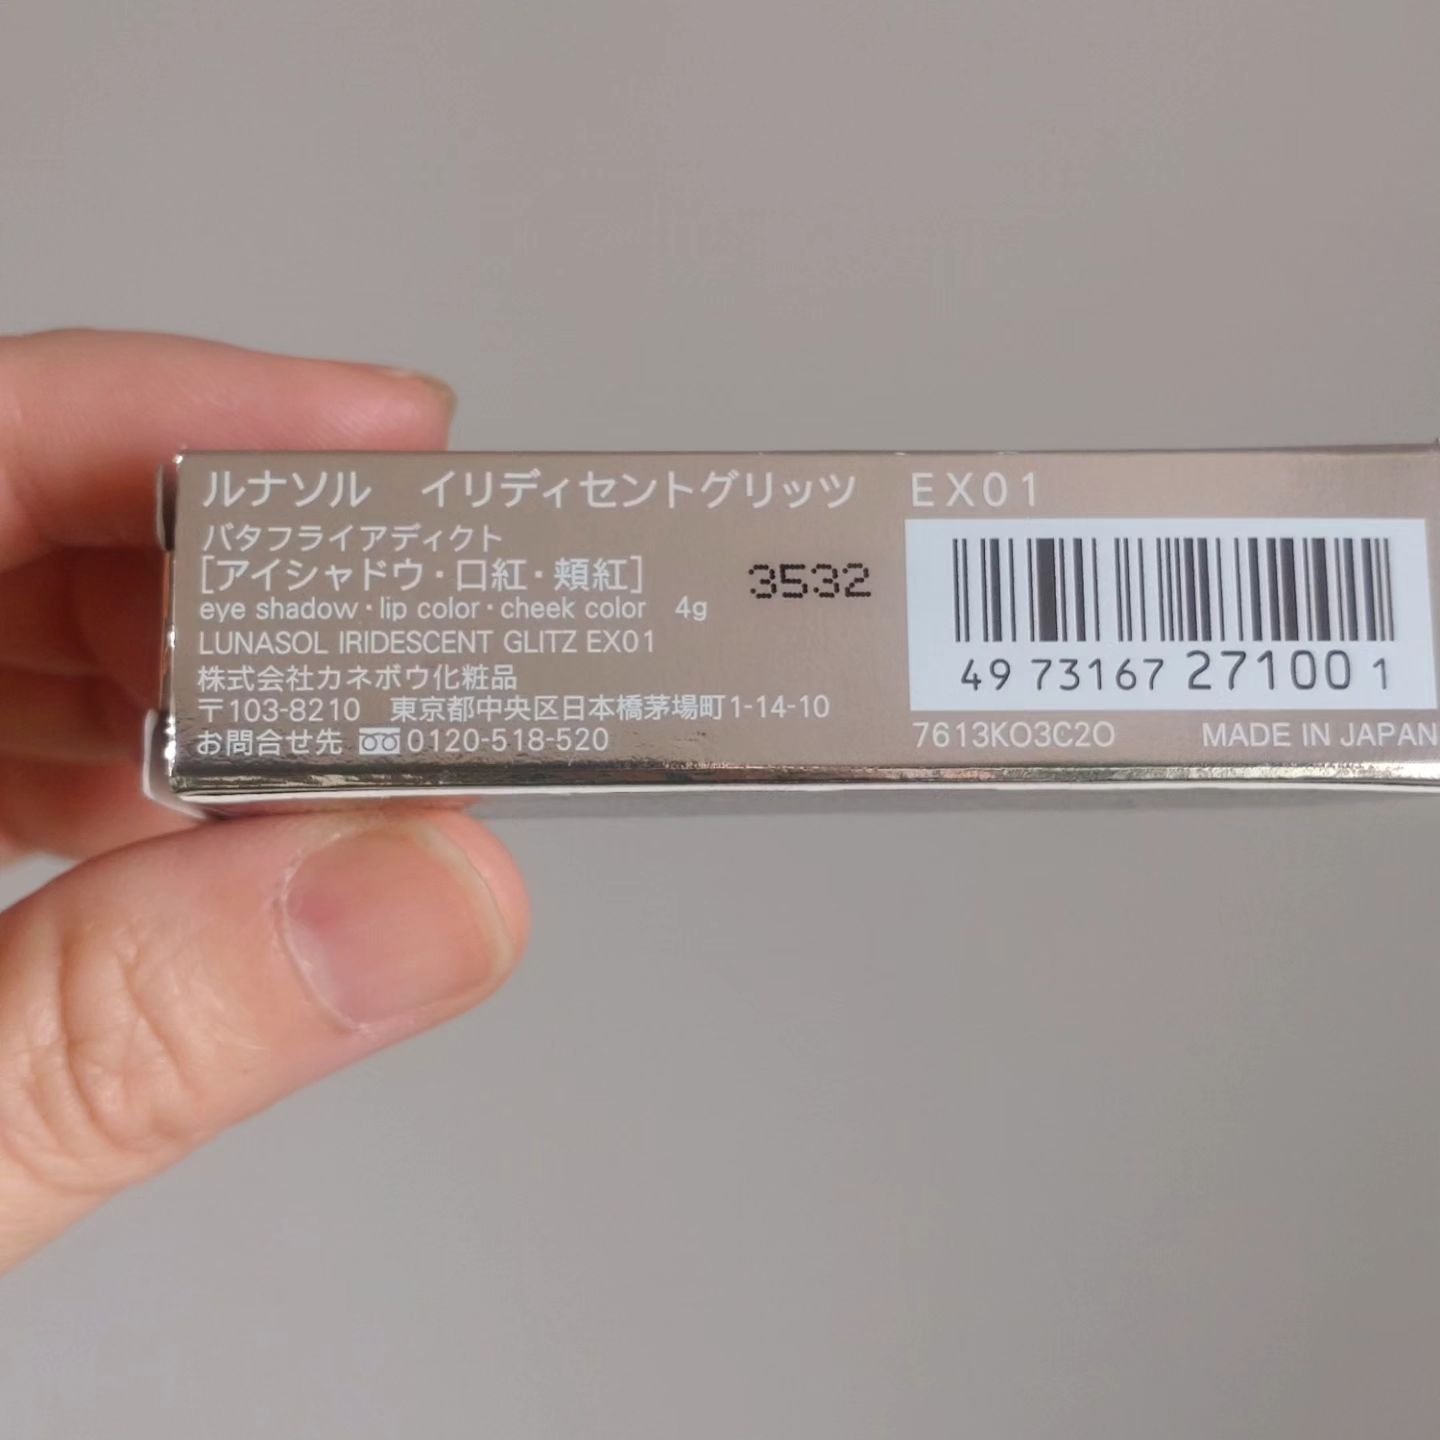 ルナソル　イリディセントグリッツ　EX01
バタフライアディクト
[アイシャドウ・口紅・頬紅]
eye shadow・lip color・cheek color　4g
3532
LUNASOL IRIDESCENT GLITZ EX01
株式会社カネボウ化粧品
〒103-8210　東京都中央区日本橋茅場町1-14-10
お問合せ先 0120-518-520
49 73167 27100 1
7613KO3C2O　MADE IN JAPAN